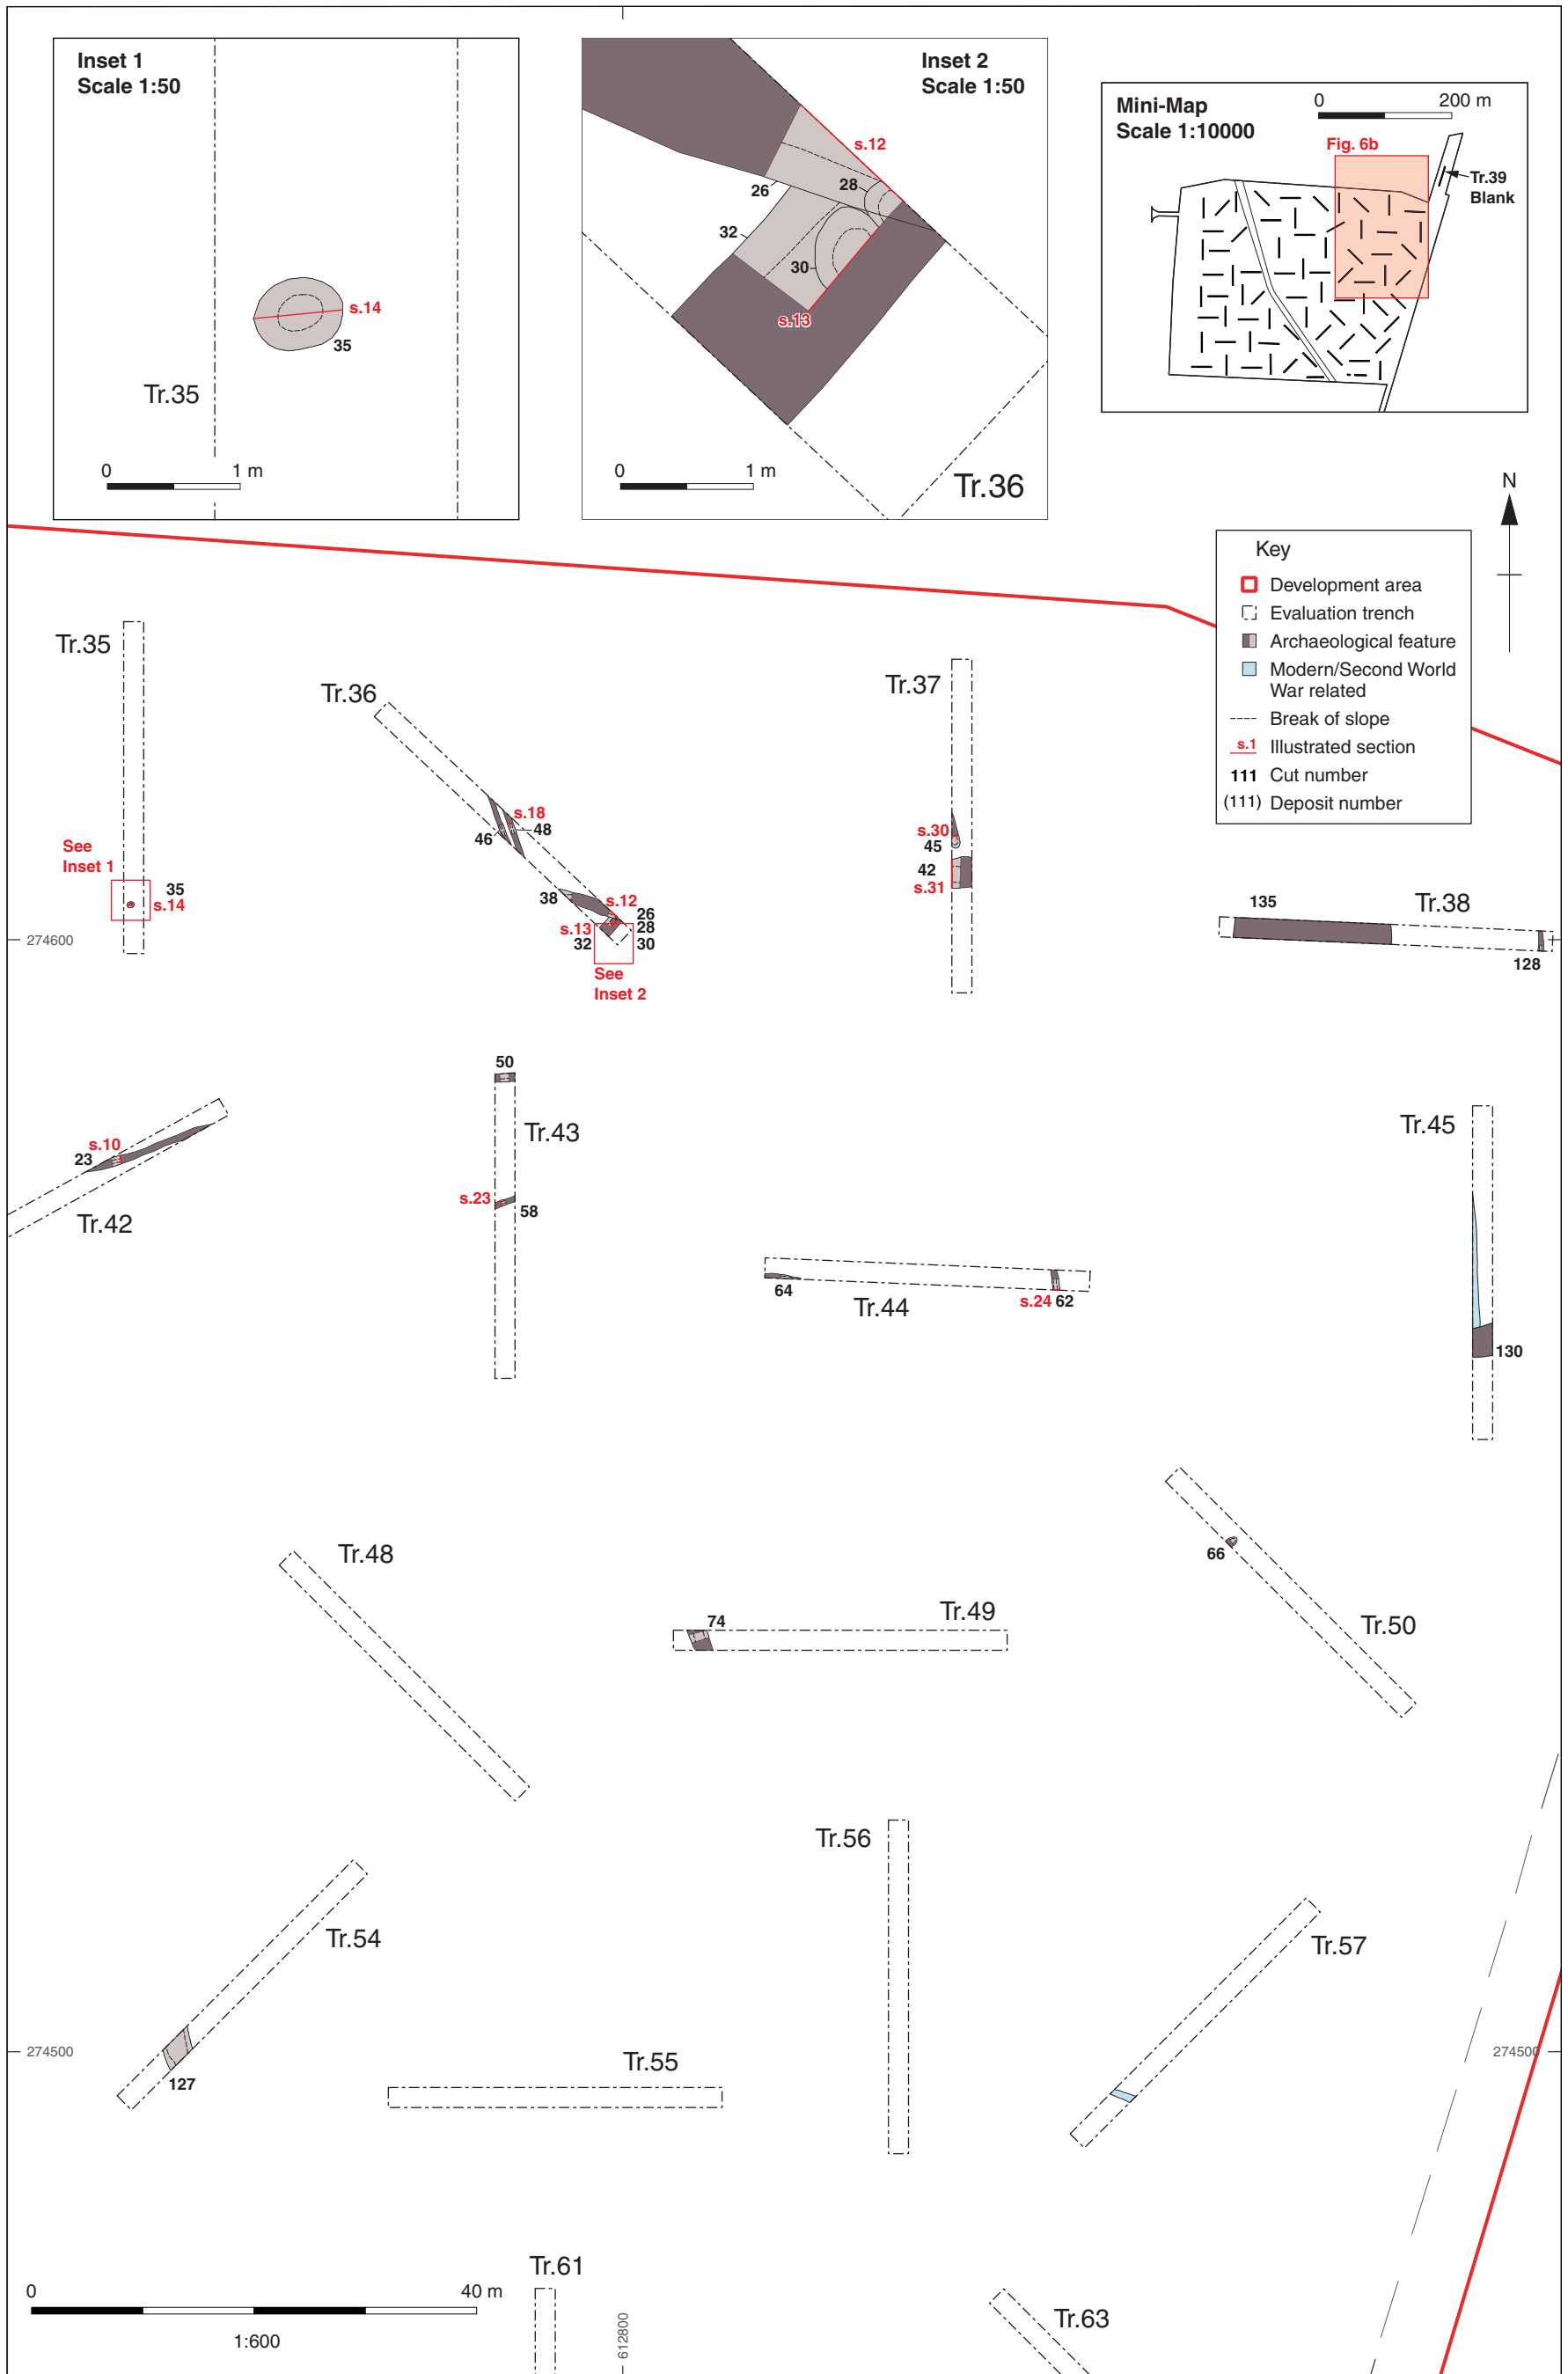 Inset 1
Scale 1:50
s.14
35
Tr.35
0 1 m
Inset 2
Scale 1:50
s.12
26
28
32
30
s.13
0 1 m
Tr.36
Mini-Map
Scale 1:10000
0 200 m
Fig. 6b
Tr.39
Blank
N
Key
Development area
Evaluation trench
Archaeological feature
Modern/Second World
War related
Break of slope
s.1 Illustrated section
111 Cut number
(111) Deposit number
Tr.35
See
Inset 1
35
s.14
Tr.36
s.18
46
48
38
s.12
26
s.13
28
32
30
See
Inset 2
Tr.37
s.30
45
42
s.31
135
Tr.38
128
274600
50
Tr.43
s.23
58
s.10
23
Tr.42
64
Tr.44
s.24 62
Tr.45
130
Tr.48
74
Tr.49
66
Tr.50
Tr.54
127
Tr.55
Tr.56
Tr.57
274500
274500
Tr.61
Tr.63
0 40 m
1:600
612800